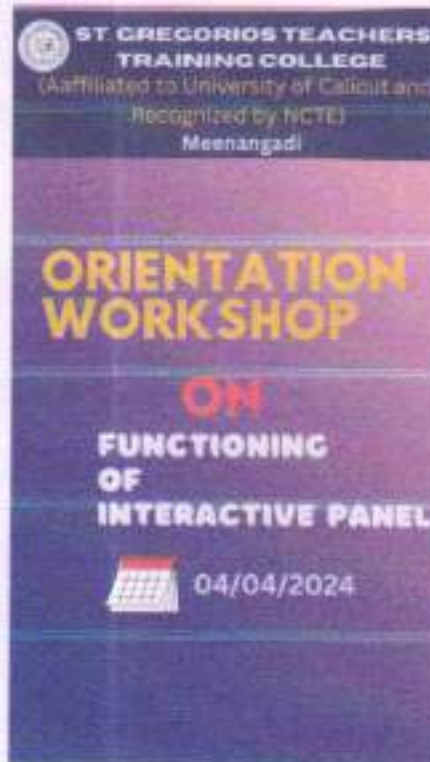 ST GREGORIOS TEACHERS
TRAINING COLLEGE
(Aaffiliated to University of Calicut and
Recognized by NCTE)
Meenangadi
ORIENTATION
WORKSHOP
ON
FUNCTIONING
OF
INTERACTIVE PANEL
04/04/2024